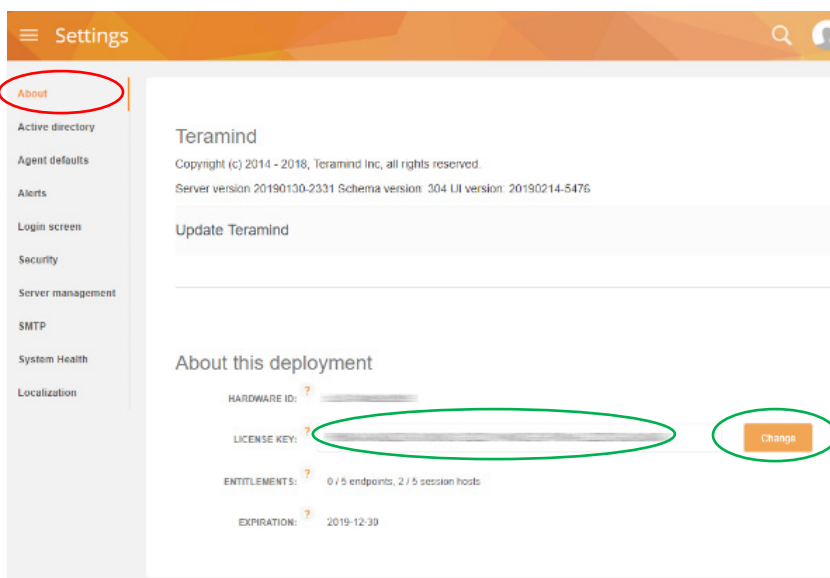 Settings
About
Active directory
Agent defaults
Alerts
Login screen
Security
Server management
SMTP
System Health
Localization
Teramind
Copyright (c) 2014 - 2018, Teramind Inc, all rights reserved.
Server version 20190130-2331 Schema version: 304 UI version: 20190214-5476
Update Teramind
About this deployment
HARDWARE ID: ?
LICENSE KEY: ? Change
ENTITLEMENTS: ? 0 / 5 endpoints, 2 / 5 session hosts
EXPIRATION: ? 2019-12-30